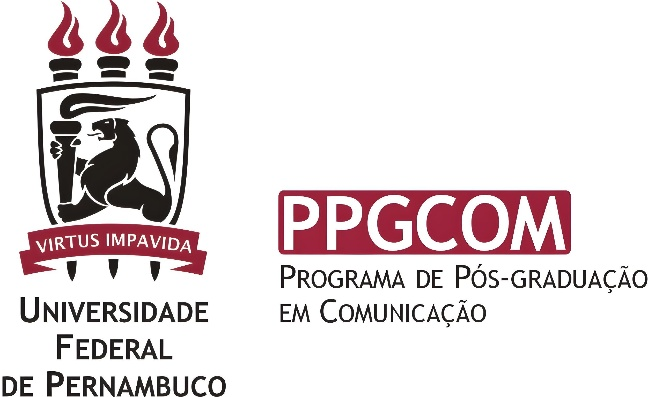 VIRTUS IMPAVIDA
UNIVERSIDADE
FEDERAL
DE PERNAMBUCO
PPGCOM
PROGRAMA DE PÓS-GRADUAÇÃO
EM COMUNICAÇÃO